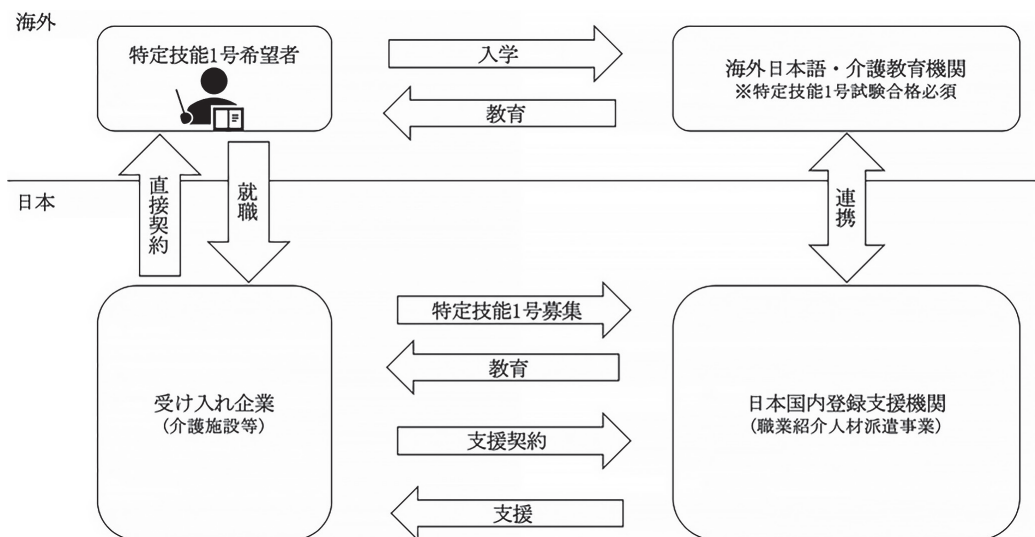 海外
特定技能1号希望者
入学
教育
海外日本語・介護教育機関
※特定技能1号試験合格必須
日本
直接契約
就職
連携
特定技能1号募集
教育
支援契約
支援
受け入れ企業
（介護施設等）
日本国内登録支援機関
（職業紹介人材派遣事業）